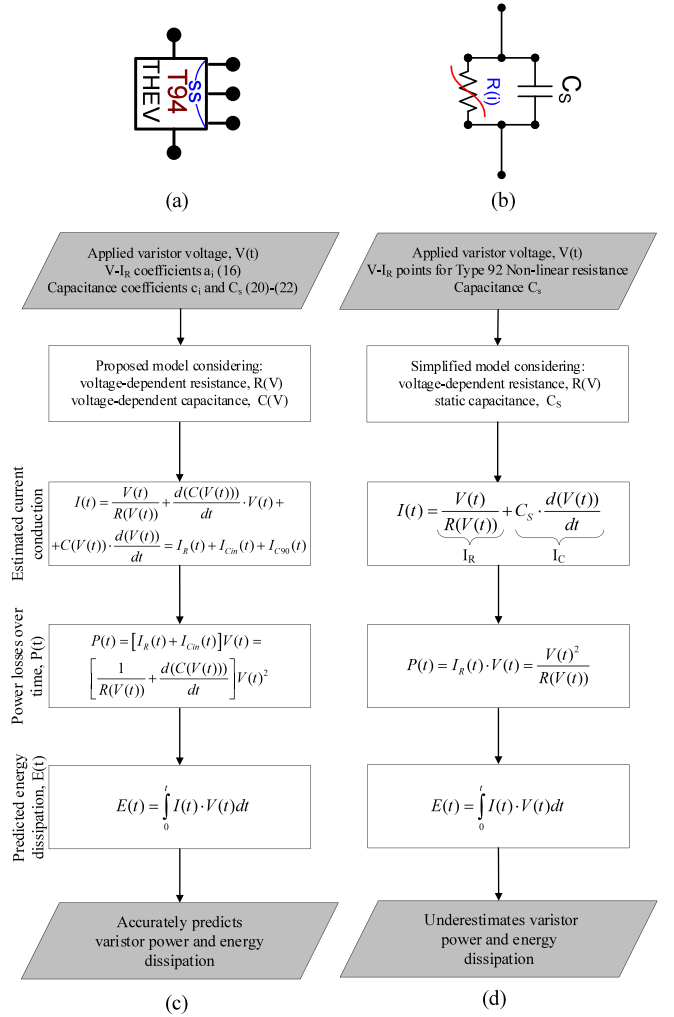 THEV
T94
SS
R(i)
C_S
(a)
(b)
Applied varistor voltage, V(t)
V-I_R coefficients a_i (16)
Capacitance coefficients c_i and C_s (20)-(22)
Proposed model considering:
voltage-dependent resistance, R(V)
voltage-dependent capacitance, C(V)
Estimated current
conduction
I(t) = V(t)/R(V(t)) + d(C(V(t)))/dt · V(t) +
+C(V(t)) · d(V(t))/dt = I_R(t) + I_Cin(t) + I_C90(t)
Power losses over
time, P(t)
P(t) = [I_R(t) + I_Cin(t)]V(t) =
[1/R(V(t)) + d(C(V(t)))/dt]V(t)^2
Predicted energy
dissipation, E(t)
E(t) = ∫_0^t I(t) · V(t)dt
Accurately predicts
varistor power and energy
dissipation
(c)
Applied varistor voltage, V(t)
V-I_R points for Type 92 Non-linear resistance
Capacitance C_s
Simplified model considering:
voltage-dependent resistance, R(V)
static capacitance, C_S
I(t) = V(t)/R(V(t)) + C_S · d(V(t))/dt
I_R
I_C
P(t) = I_R(t) · V(t) = V(t)^2/R(V(t))
E(t) = ∫_0^t I(t) · V(t)dt
Underestimates varistor
power and energy
dissipation
(d)